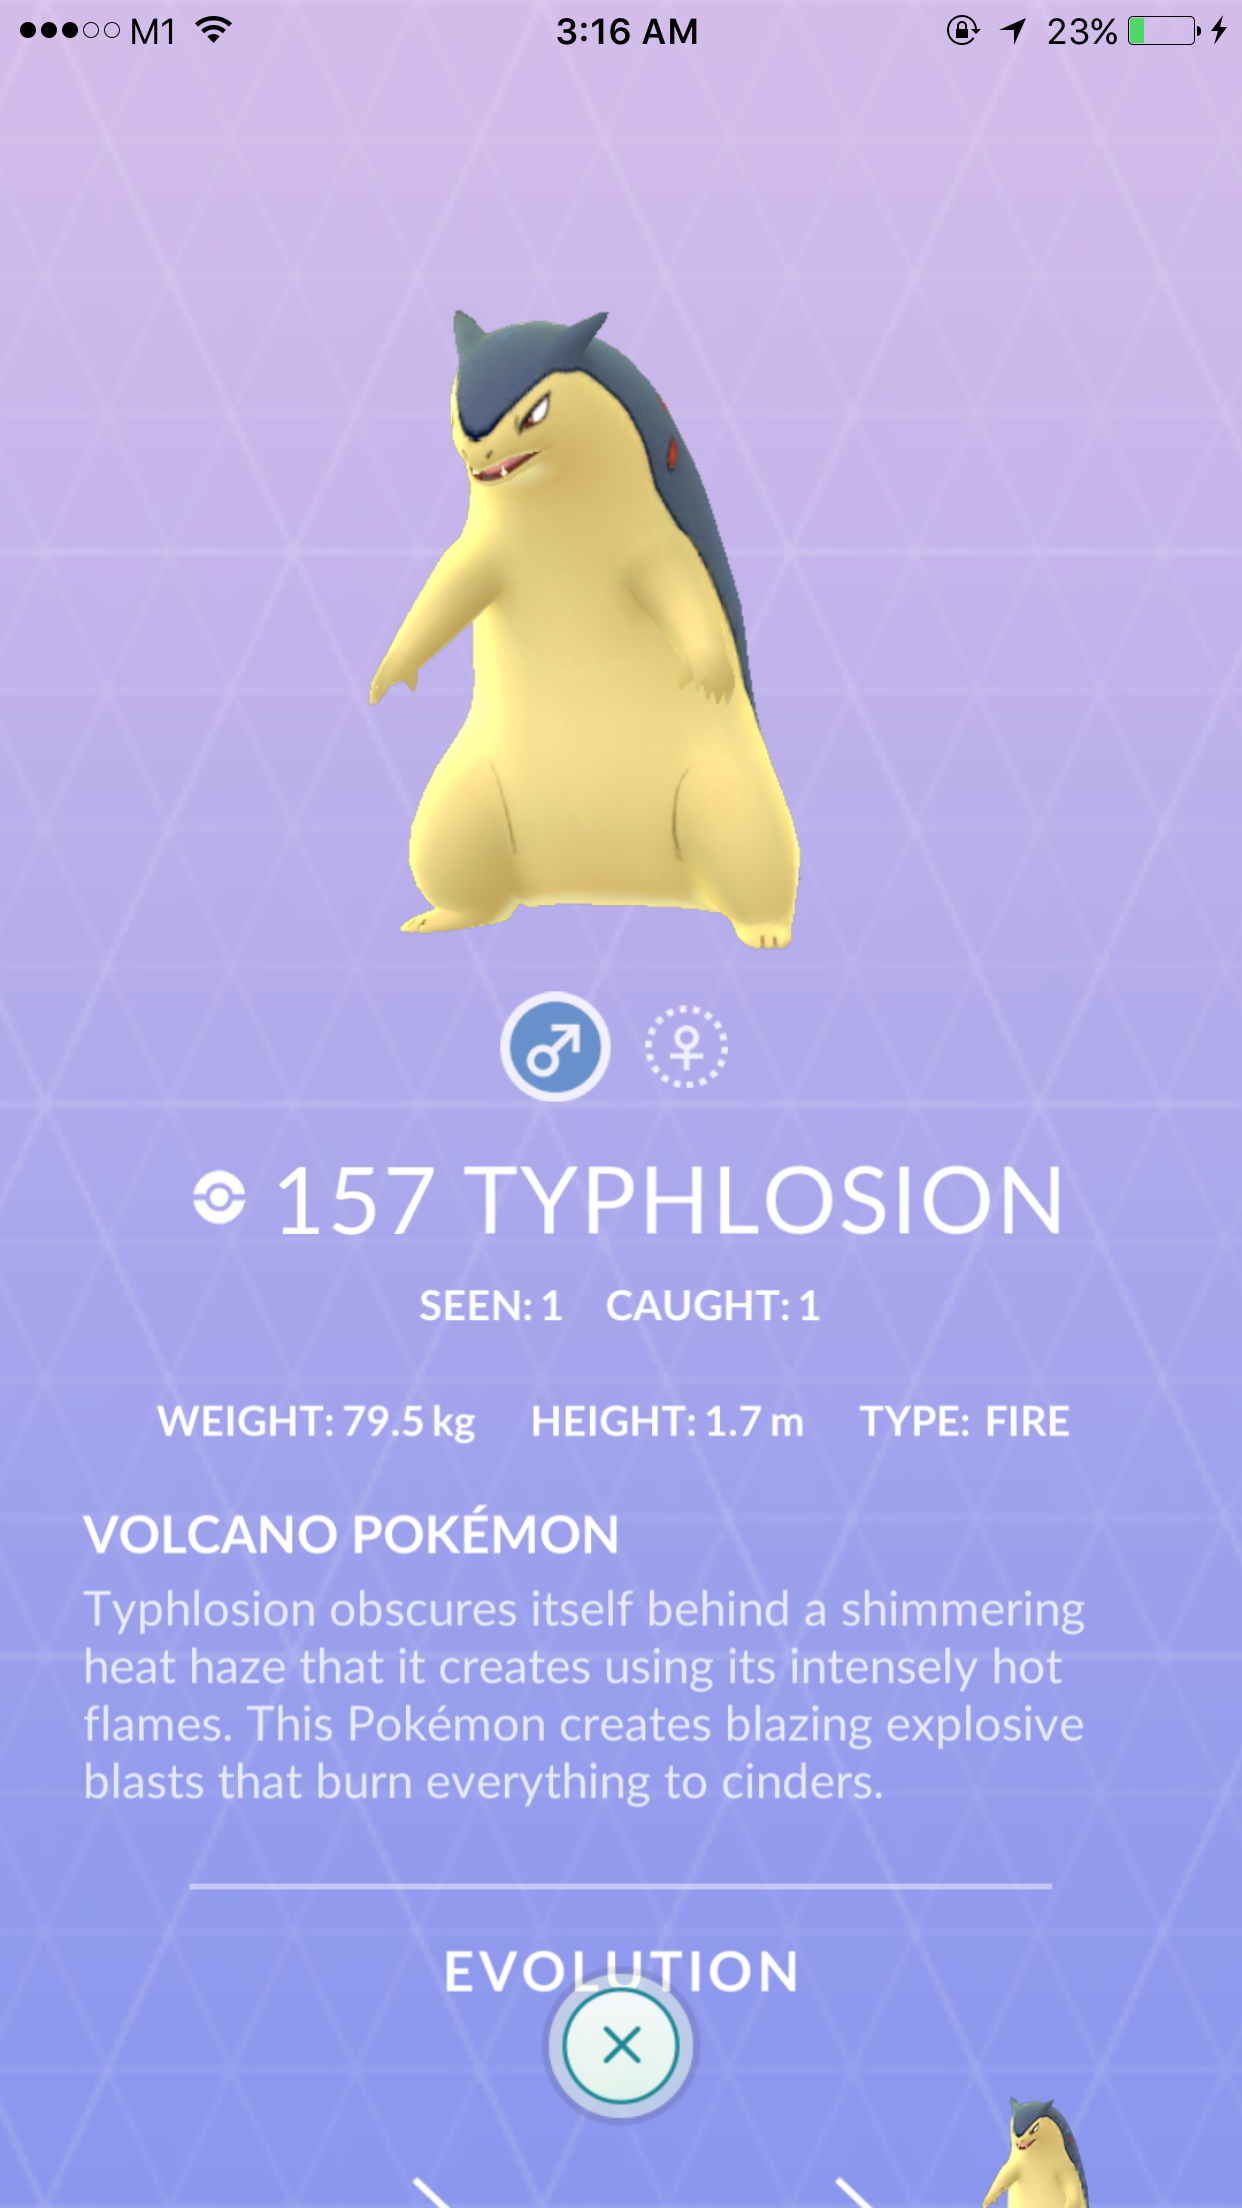 M1 3:16 AM 23%
157 TYPHLOSION
SEEN: 1 CAUGHT: 1
WEIGHT: 79.5 kg HEIGHT: 1.7 m TYPE: FIRE
VOLCANO POKÉMON
Typhlosion obscures itself behind a shimmering
heat haze that it creates using its intensely hot
flames. This Pokémon creates blazing explosive
blasts that burn everything to cinders.
EVOLUTION